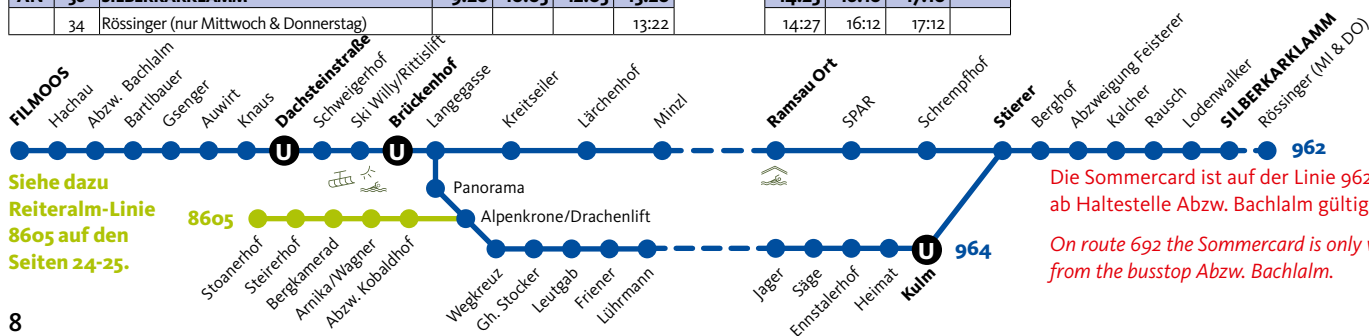 34 Rössinger (nur Mittwoch & Donnerstag) 13:22 14:27 16:12 17:12
FILMOOS
Hachau
Abzw. Bachlalm
Bartlbauer
Gsenger
Auwirt
Knaus
Dachsteinstraße
Schweigerhof
Ski Willy/Rittislift
Brückenhof
Langegasse
Kreitseiler
Lärchenhof
Minzl
Ramsau Ort
SPAR
Schrempfhof
Stierer
Berghof
Abzweigung Feisterer
Kalcher
Rausch
Lodenwalker
SILBERKARKLAMM
Rössinger (MI & DO)
U
U
962
Siehe dazu
Reiteralm-Linie
8605 auf den
Seiten 24-25.
8605
Panorama
Alpenkrone/Drachenlift
Stoanerhof
Steirerhof
Bergkamerad
Arnika/Wagner
Abzw. Kobaldhof
Wegkreuz
Gh. Stocker
Leutgab
Friener
Lührmann
Jager
Säge
Ennstalerhof
Heimat
Kulm
U
964
Die Sommercard ist auf der Linie 962
ab Haltestelle Abzw. Bachlalm gültig
On route 692 the Sommercard is only
from the busstop Abzw. Bachlalm.
8